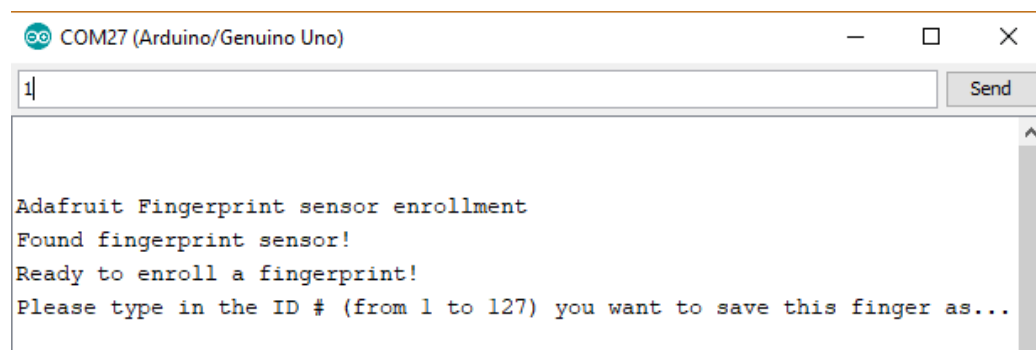 COM27 (Arduino/Genuino Uno)
1
Send
Adafruit Fingerprint sensor enrollment
Found fingerprint sensor!
Ready to enroll a fingerprint!
Please type in the ID # (from 1 to 127) you want to save this finger as...